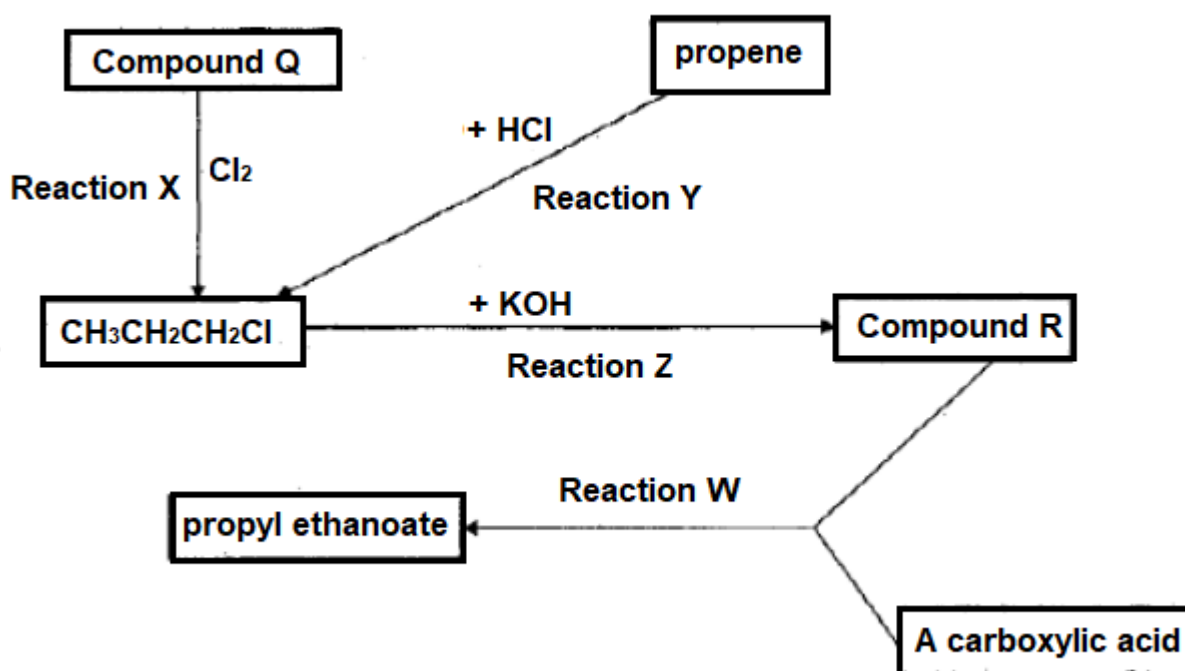 Compound Q
propene
+ HCl
Cl₂
Reaction X
Reaction Y
CH₃CH₂CH₂Cl
+ KOH
Compound R
Reaction Z
Reaction W
propyl ethanoate
A carboxylic acid